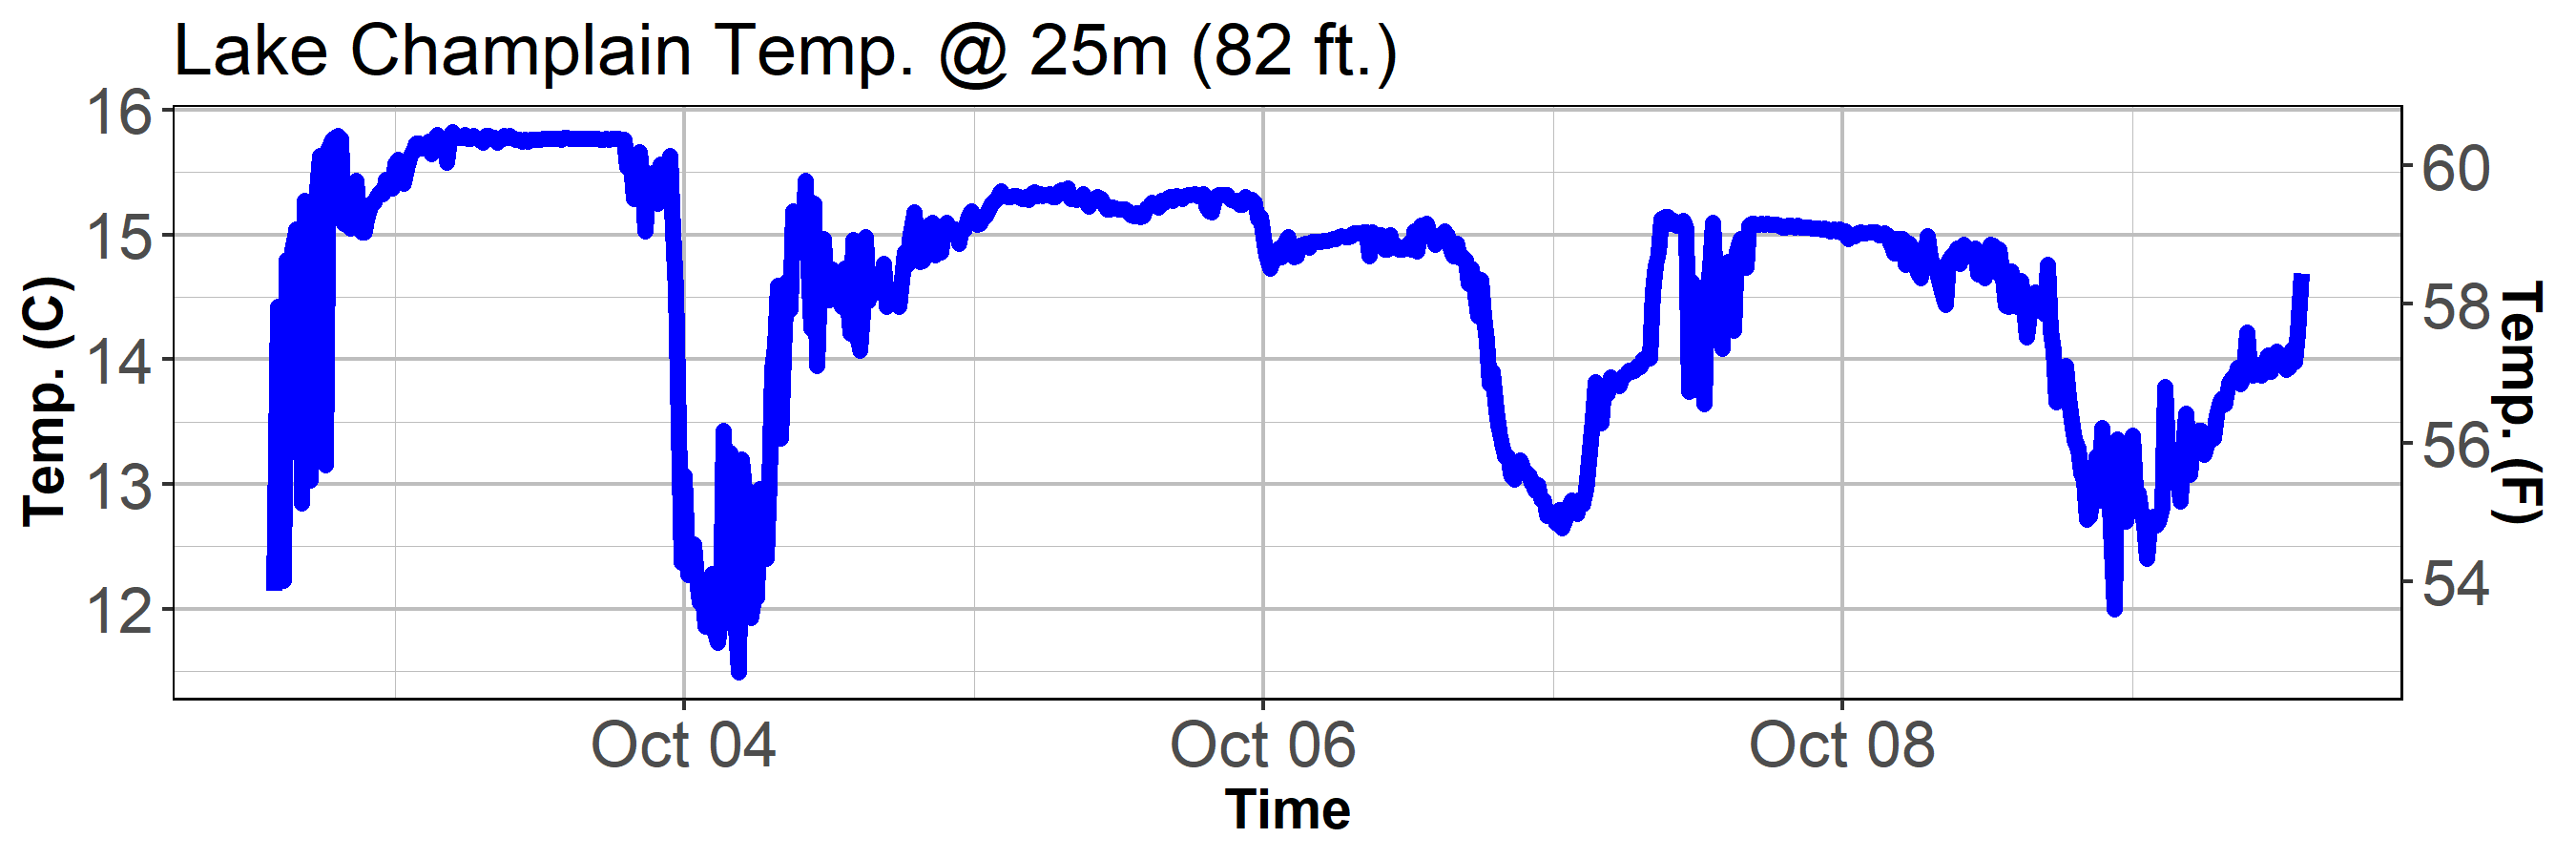 Lake Champlain Temp. @ 25m (82 ft.)
16
15
14
13
12
Temp. (C)
60
58
56
54
Temp. (F)
Oct 04 Oct 06 Oct 08
Time